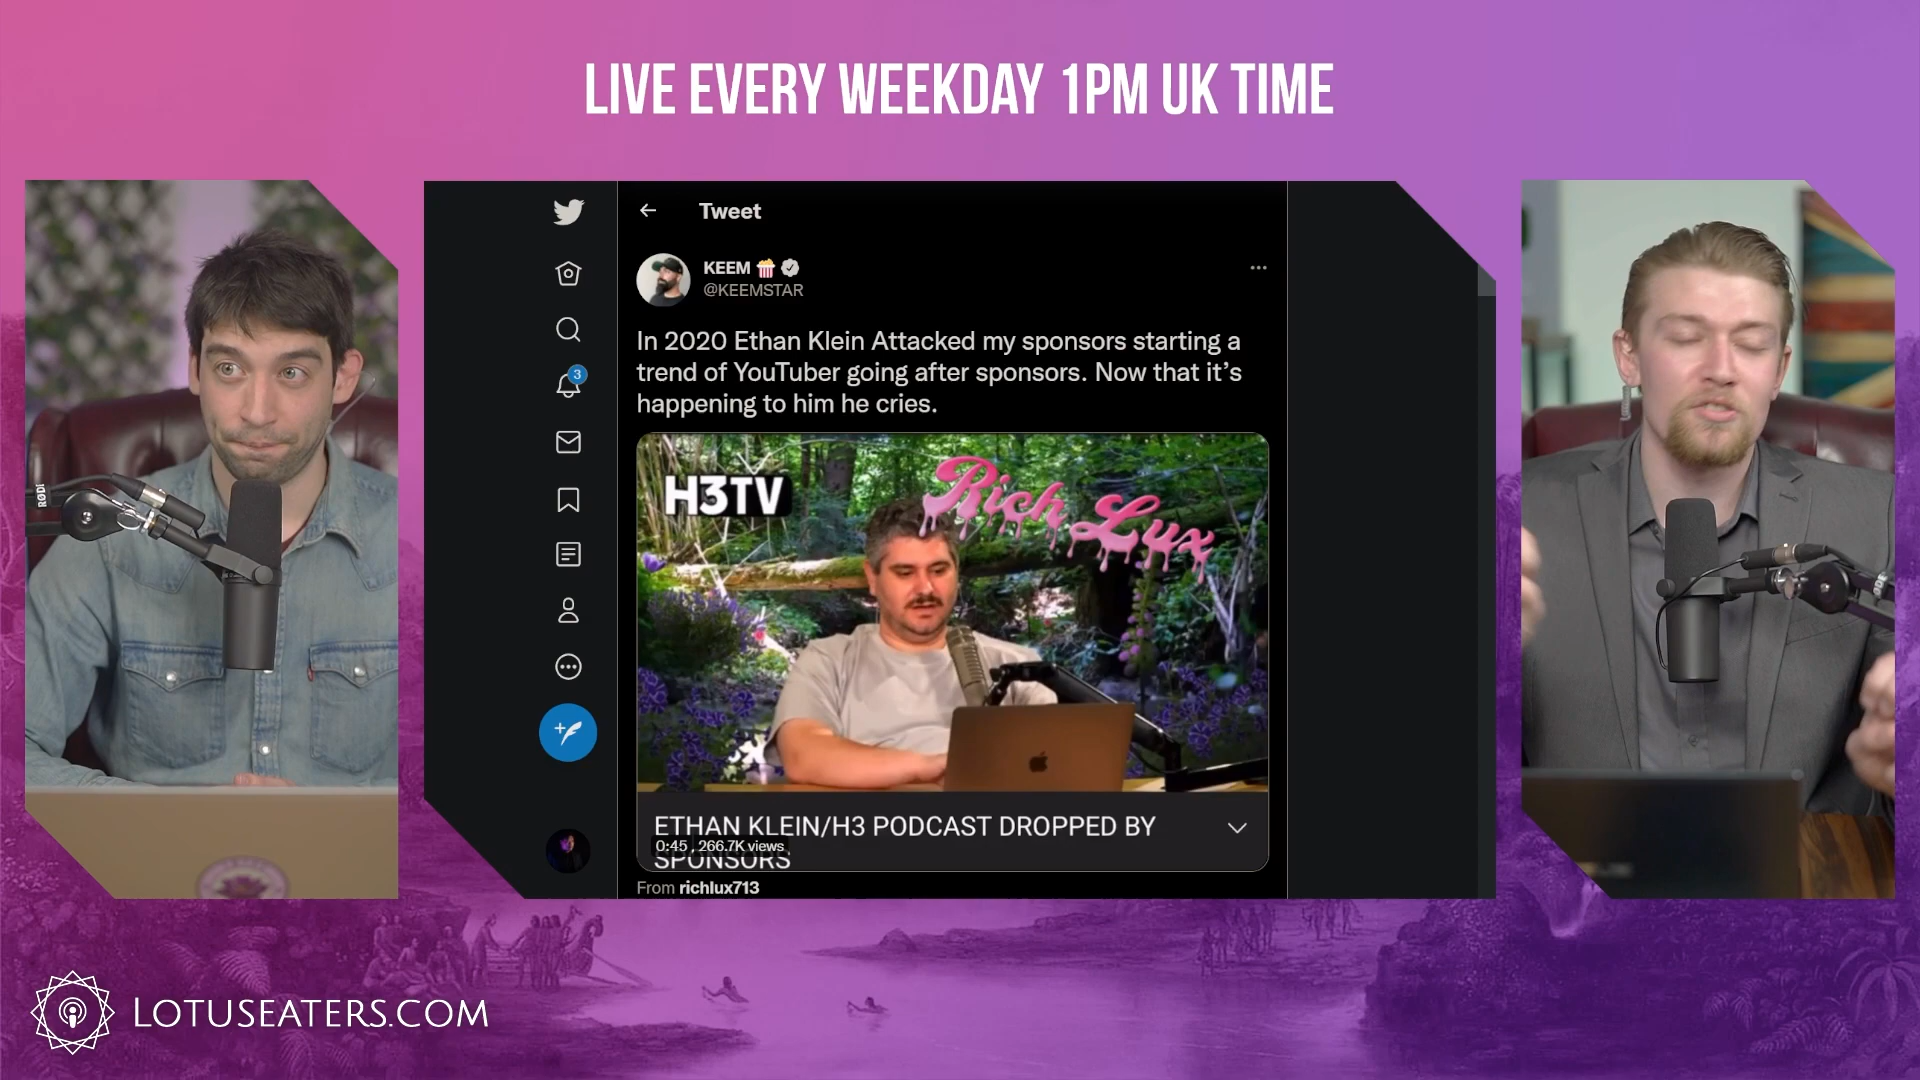 LIVE EVERY WEEKDAY 1PM UK TIME
Tweet
KEEM
@KEEMSTAR
3
In 2020 Ethan Klein Attacked my sponsors starting a
trend of YouTuber going after sponsors. Now that it’s
happening to him he cries.
H3TV
Rich Lux
ETHAN KLEIN/H3 PODCAST DROPPED BY
0:45 266.7K views
SPONSORS
From richlux713
RØDE
LOTUSEATERS.COM